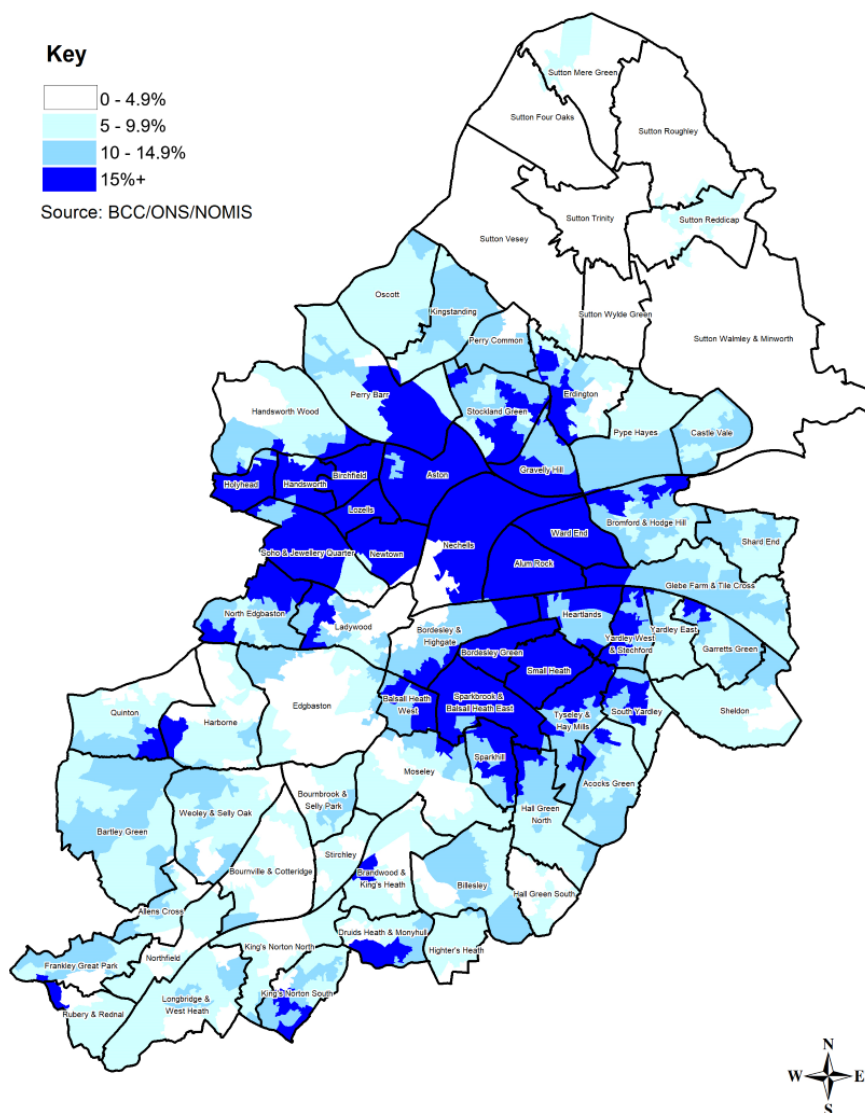 Key
0 - 4.9%
5 - 9.9%
10 - 14.9%
15%+
Source: BCC/ONS/NOMIS
Sutton Mere Green
Sutton Four Oaks
Sutton Roughley
Sutton Trinity
Sutton Reddicap
Sutton Vesey
Oscott
Kingstanding
Sutton Wylde Green
Sutton Walmley & Minworth
Perry Common
Perry Barr
Erdington
Handsworth Wood
Stockland Green
Pype Hayes
Castle Vale
Gravelly Hill
Aston
Birchfield
Holyhead
Handsworth
Lozells
Bromford & Hodge Hill
Ward End
Shard End
Nechells
Soho & Jewellery Quarter
Newtown
Alum Rock
Glebe Farm & Tile Cross
North Edgbaston
Ladywood
Heartlands
Bordesley &
Highgate
Yardley East
Yardley West
& Stechford
Garretts Green
Bordesley Green
Small Heath
Edgbaston
Balsall Heath
West
Sparkbrook &
Balsall Heath East
Quinton
Harborne
Tyseley &
Hay Mills
South Yardley
Sheldon
Sparkhill
Moseley
Acocks Green
Bournbrook &
Selly Park
Weoley & Selly Oak
Hall Green
North
Bartley Green
Stirchley
Bournville & Cotteridge
Brandwood &
King's Heath
Billesley
Hall Green South
Allens Cross
Druids Heath & Monyhull
King's Norton North
Highter's Heath
Northfield
Frankley Great Park
King's Norton South
Longbridge &
West Heath
Rubery & Rednal
N
W
E
S